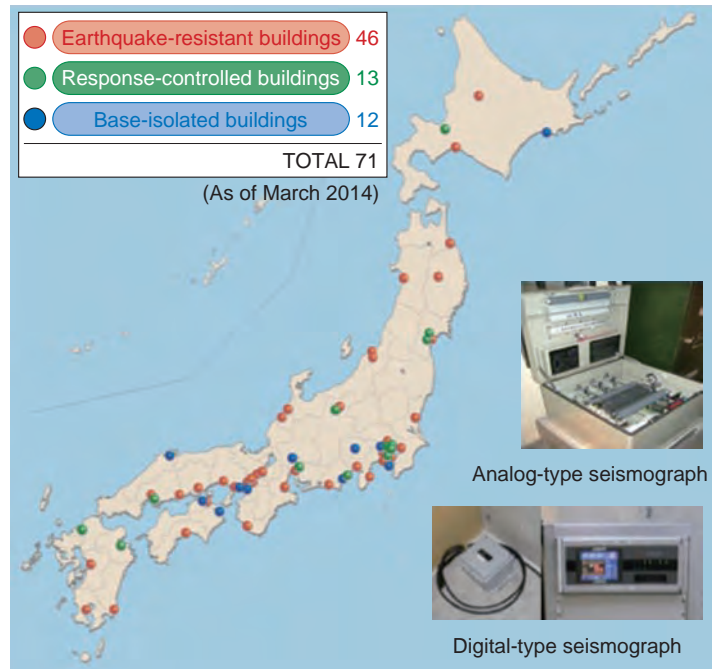 Earthquake-resistant buildings 46
Response-controlled buildings 13
Base-isolated buildings 12
TOTAL 71
(As of March 2014)
Analog-type seismograph
Digital-type seismograph